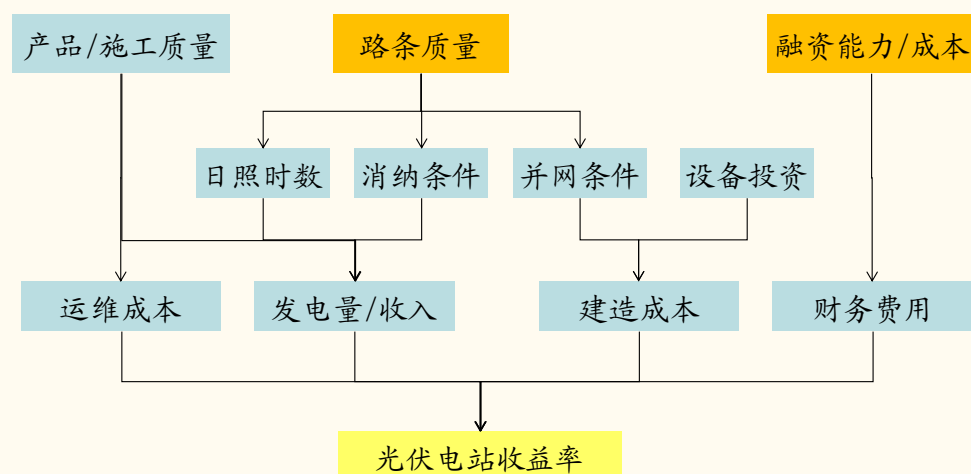 产品/施工质量
路条质量
融资能力/成本
日照时数
消纳条件
并网条件
设备投资
运维成本
发电量/收入
建造成本
财务费用
光伏电站收益率